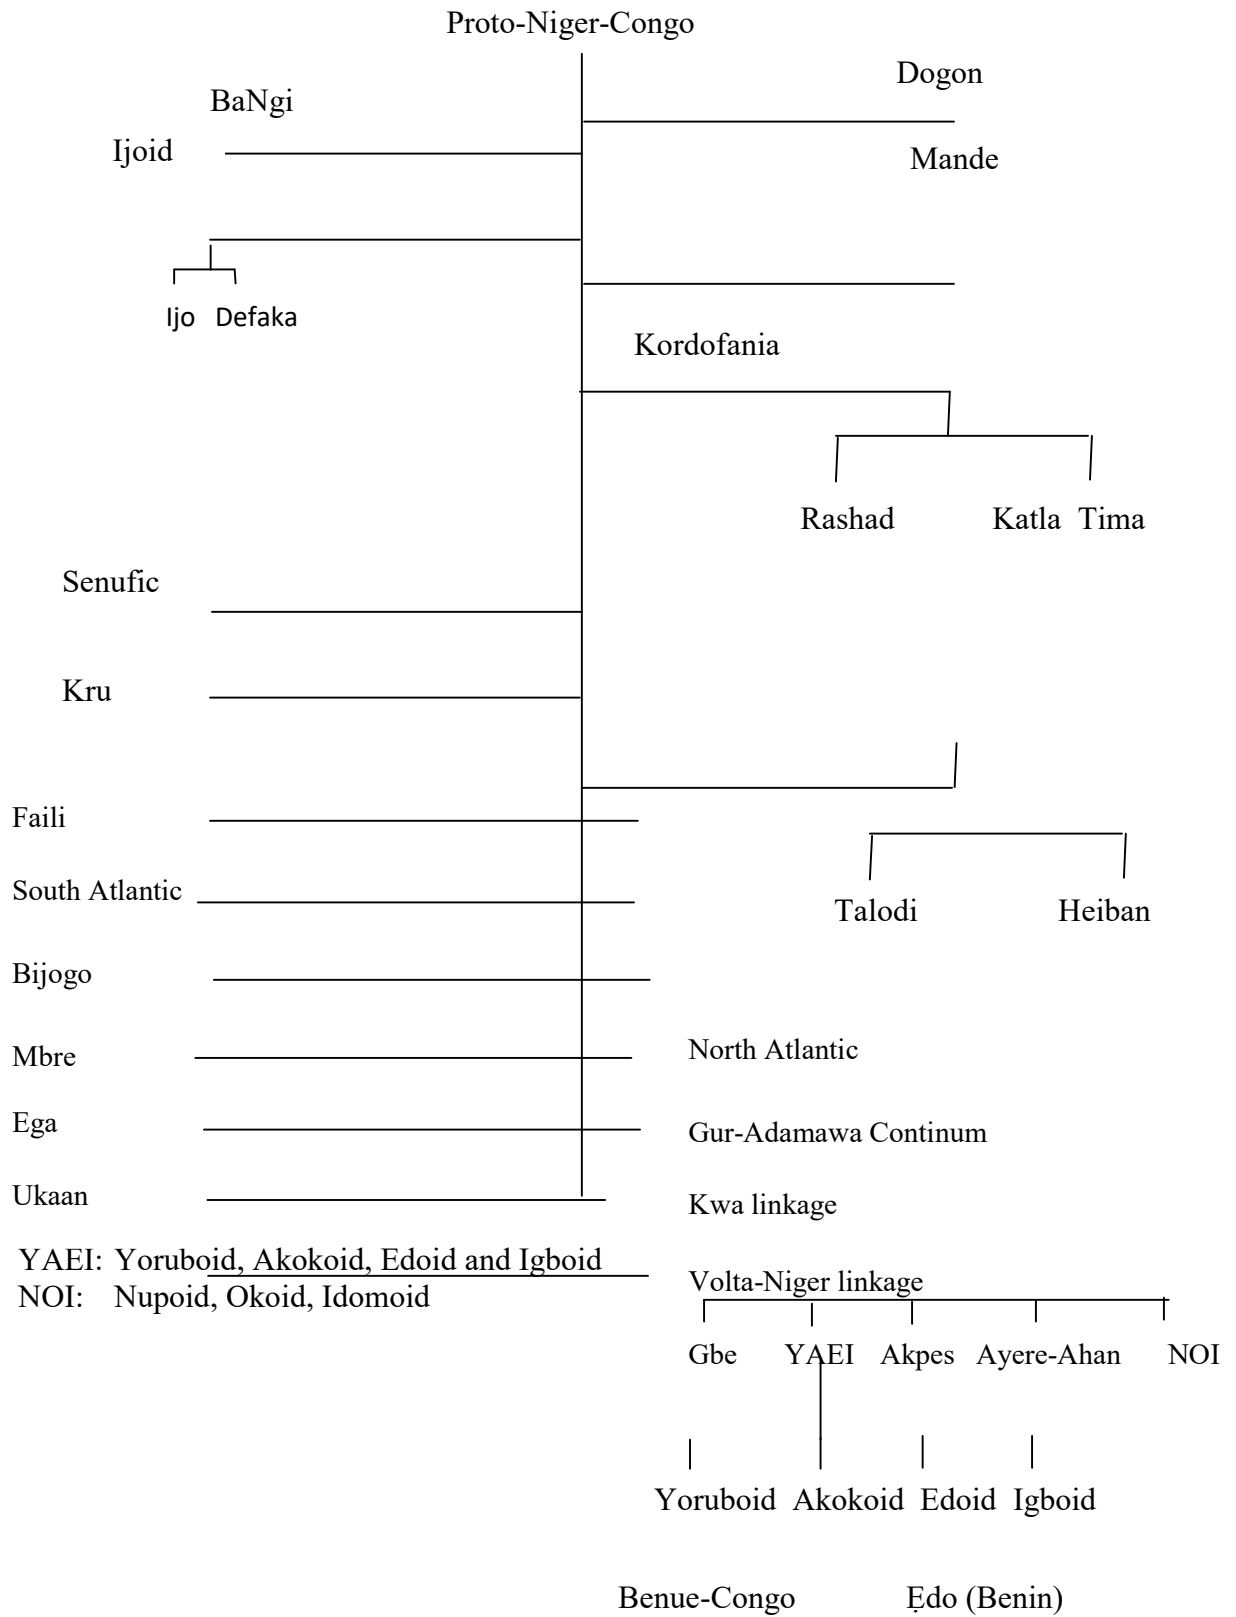 Proto-Niger-Congo
Dogon
BaNgi
Ijoid
Mande
Ijo Defaka
Kordofania
Rashad Katla Tima
Senufic
Kru
Faili
South Atlantic
Talodi Heiban
Bijogo
Mbre
North Atlantic
Ega
Gur-Adamawa Continum
Ukaan
Kwa linkage
YAEI: Yoruboid, Akokoid, Edoid and Igboid
Volta-Niger linkage
NOI: Nupoid, Okoid, Idomoid
Gbe YAEI Akpes Ayere-Ahan NOI
Yoruboid Akokoid Edoid Igboid
Benue-Congo Ẹdo (Benin)